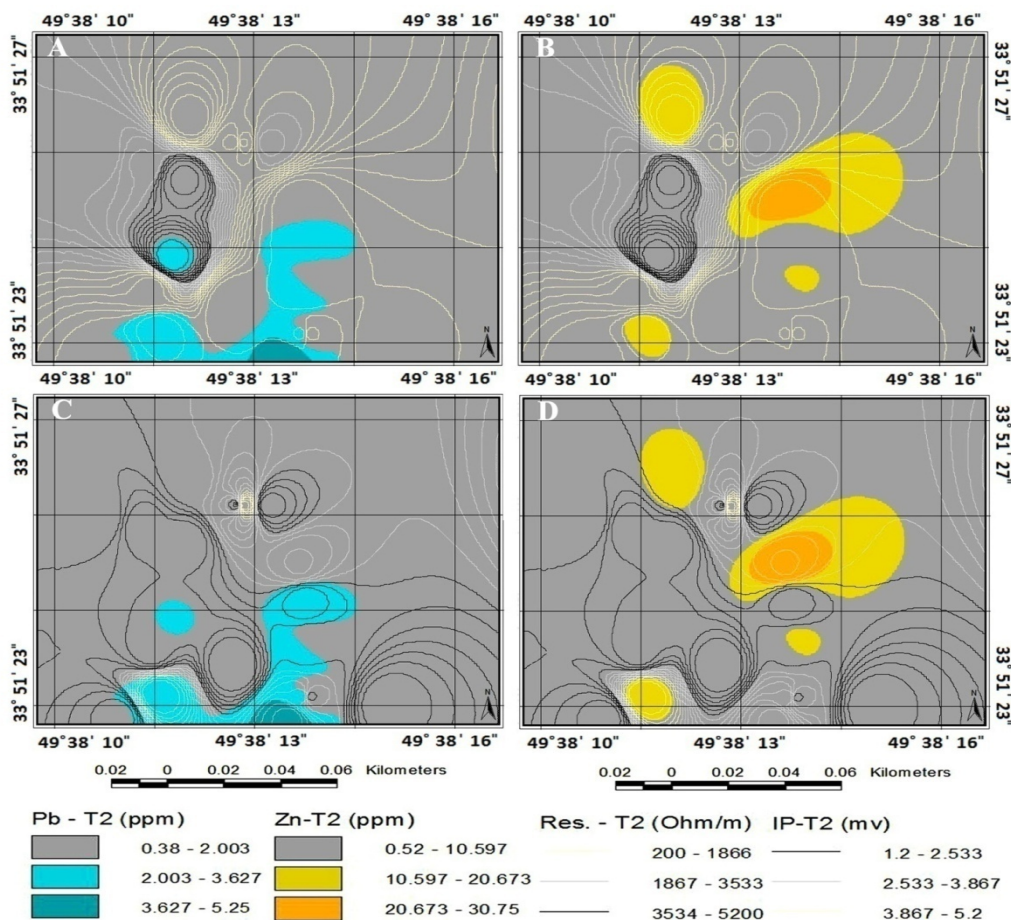 49°38' 10" 49°38' 13" 49°38' 16" 49°38' 10" 49°38' 13" 49°38' 16"
A B
33° 51' 27" 33° 51' 27"
33° 51' 23" 33° 51' 23"
N N
49°38' 10" 49°38' 13" 49°38' 16" 49°38' 10" 49°38' 13" 49°38' 16"
C D
33° 51' 27" 33° 51' 27"
33° 51' 23" 33° 51' 23"
N N
49°38' 10" 49°38' 13" 49°38' 16" 49°38' 10" 49°38' 13" 49°38' 16"
0.02 0 0.02 0.04 0.06 Kilometers 0.02 0 0.02 0.04 0.06 Kilometers
Pb - T2 (ppm) Zn-T2 (ppm) Res. - T2 (Ohm/m) IP-T2 (mv)
0.38 - 2.003 0.52 - 10.597 200 - 1866 1.2 - 2.533
2.003 - 3.627 10.597 - 20.673 1867 - 3533 2.533 - 3.867
3.627 - 5.25 20.673 - 30.75 3534 - 5200 3.867 - 5.2